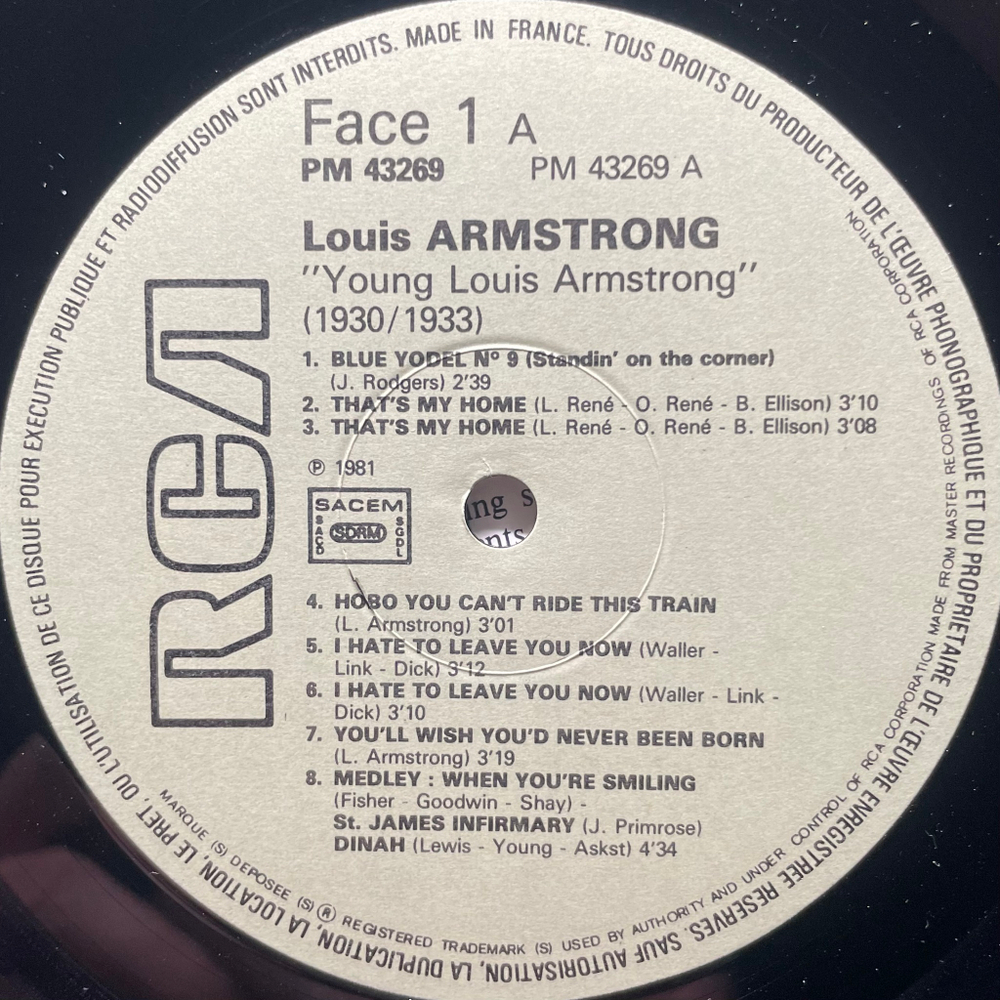 Face 1 A
PM 43269 PM 43269 A
Louis ARMSTRONG
"Young Louis Armstrong"
(1930/1933)
1. BLUE YODEL Nº 9 (Standin' on the corner)
(J. Rodgers) 2'39
2. THAT'S MY HOME (L. René - O. René - B. Ellison) 3'10
3. THAT'S MY HOME (L. René - O. René - B. Ellison) 3'08
℗ 1981
SACEM
SACD SDRM SGDL
ing s
nts
4. HOBO YOU CAN'T RIDE THIS TRAIN
(L. Armstrong) 3'01
5. I HATE TO LEAVE YOU NOW (Waller -
Link - Dick) 3'12
6. I HATE TO LEAVE YOU NOW (Waller - Link -
Dick) 3'10
7. YOU'LL WISH YOU'D NEVER BEEN BORN
(L. Armstrong) 3'19
8. MEDLEY : WHEN YOU'RE SMILING
(Fisher - Goodwin - Shay) -
St. JAMES INFIRMARY (J. Primrose)
DINAH (Lewis - Young - Askst) 4'34
RCA
MADE IN FRANCE. TOUS DROITS DU PRODUCTEUR DE L'ŒUVRE PHONOGRAPHIQUE ET DU PROPRIETAIRE DE L'ŒUVRE ENREGISTREE RESERVES. SAUF AUTORISATION, LA DUPLICATION, LA LOCATION, LE PRET, OU L'UTILISATION DE CE DISQUE POUR EXECUTION PUBLIQUE ET RADIODIFFUSION SONT INTERDITS.
MARQUE (S) DEPOSEE (S) ® REGISTERED TRADEMARK (S) USED BY AUTHORITY AND UNDER CONTROL OF RCA CORPORATION MADE FROM MASTER RECORDINGS OF RCA CORPORATION.